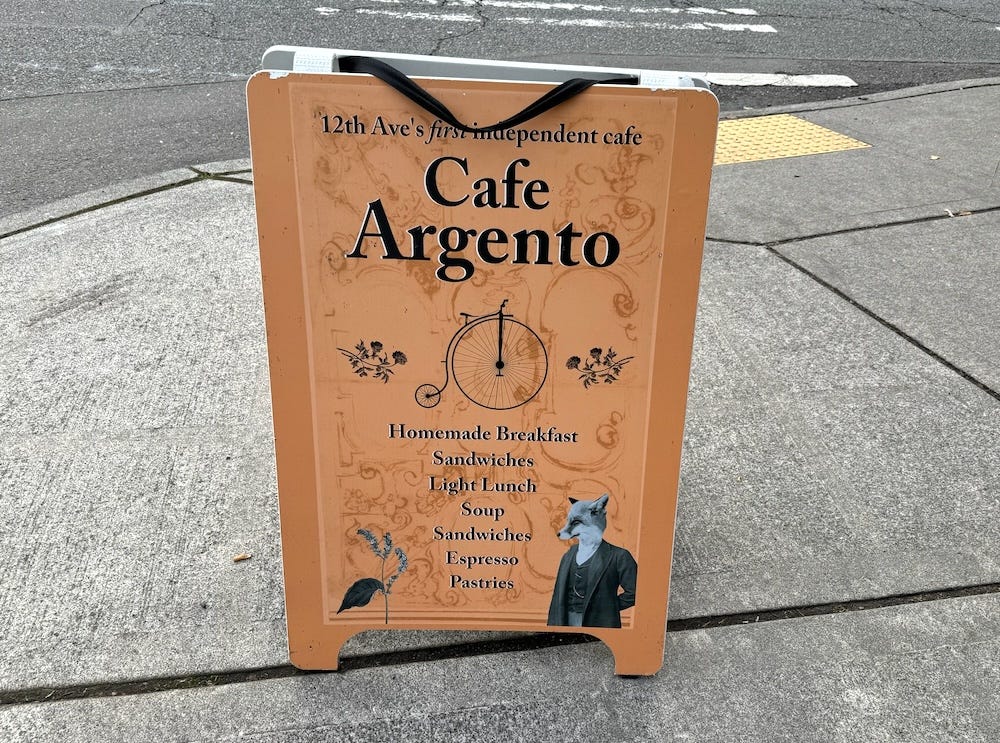 12th Ave's first independent cafe
Cafe
Argento
Homemade Breakfast
Sandwiches
Light Lunch
Soup
Sandwiches
Espresso
Pastries